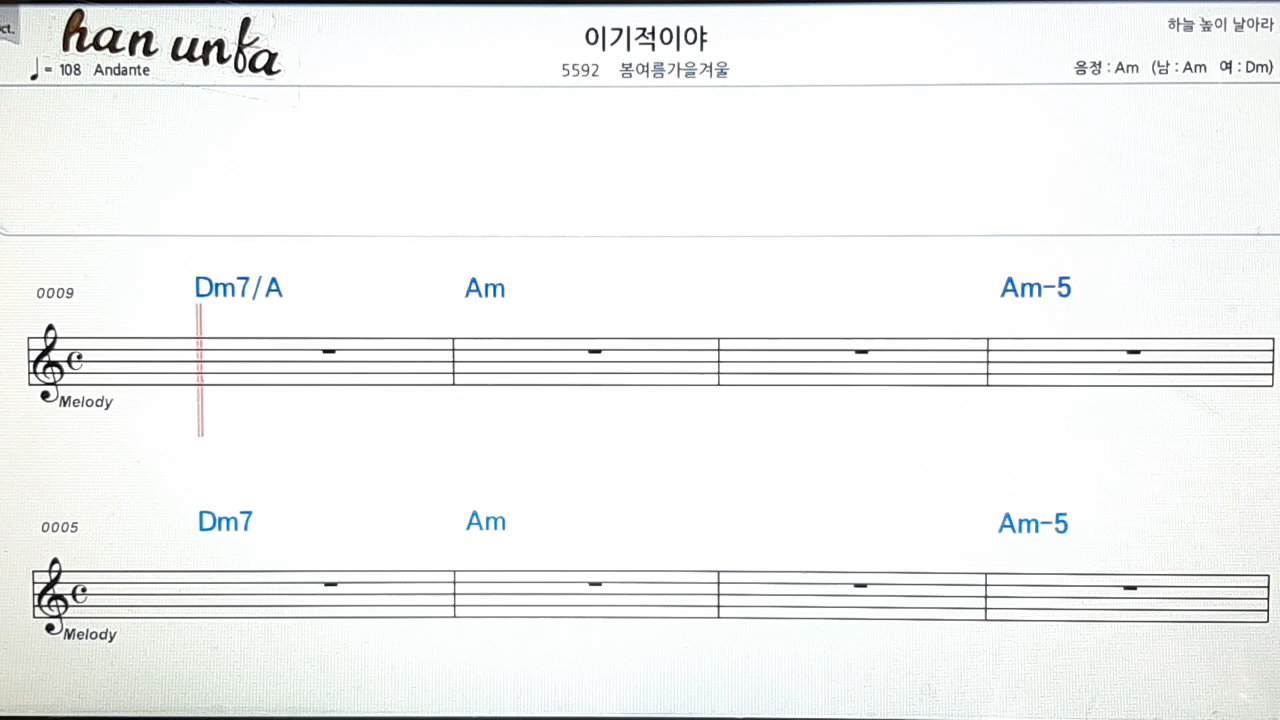 ct.
han unfa
♩= 108 Andante
이기적이야
5592 봄여름가을겨울
하늘 높이 날아라
음정 : Am (남 : Am 여 : Dm)
0009
Dm7/A Am Am-5
Melody
0005
Dm7 Am Am-5
Melody